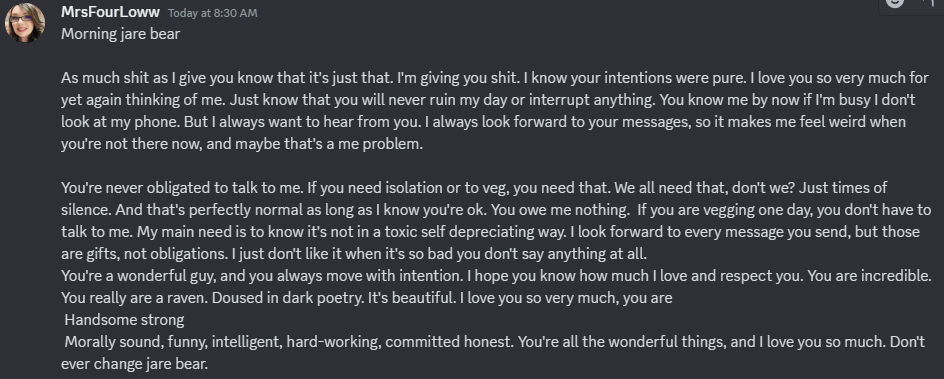 MrsFourLoww Today at 8:30 AM
Morning jare bear
As much shit as I give you know that it's just that. I'm giving you shit. I know your intentions were pure. I love you so very much for
yet again thinking of me. Just know that you will never ruin my day or interrupt anything. You know me by now if I'm busy I don't
look at my phone. But I always want to hear from you. I always look forward to your messages, so it makes me feel weird when
you're not there now, and maybe that's a me problem.
You're never obligated to talk to me. If you need isolation or to veg, you need that. We all need that, don't we? Just times of
silence. And that's perfectly normal as long as I know you're ok. You owe me nothing.  If you are vegging one day, you don't have to
talk to me. My main need is to know it's not in a toxic self depreciating way. I look forward to every message you send, but those
are gifts, not obligations. I just don't like it when it's so bad you don't say anything at all.
You're a wonderful guy, and you always move with intention. I hope you know how much I love and respect you. You are incredible.
You really are a raven. Doused in dark poetry. It's beautiful. I love you so very much, you are
Handsome strong
Morally sound, funny, intelligent, hard-working, committed honest. You're all the wonderful things, and I love you so much. Don't
ever change jare bear.